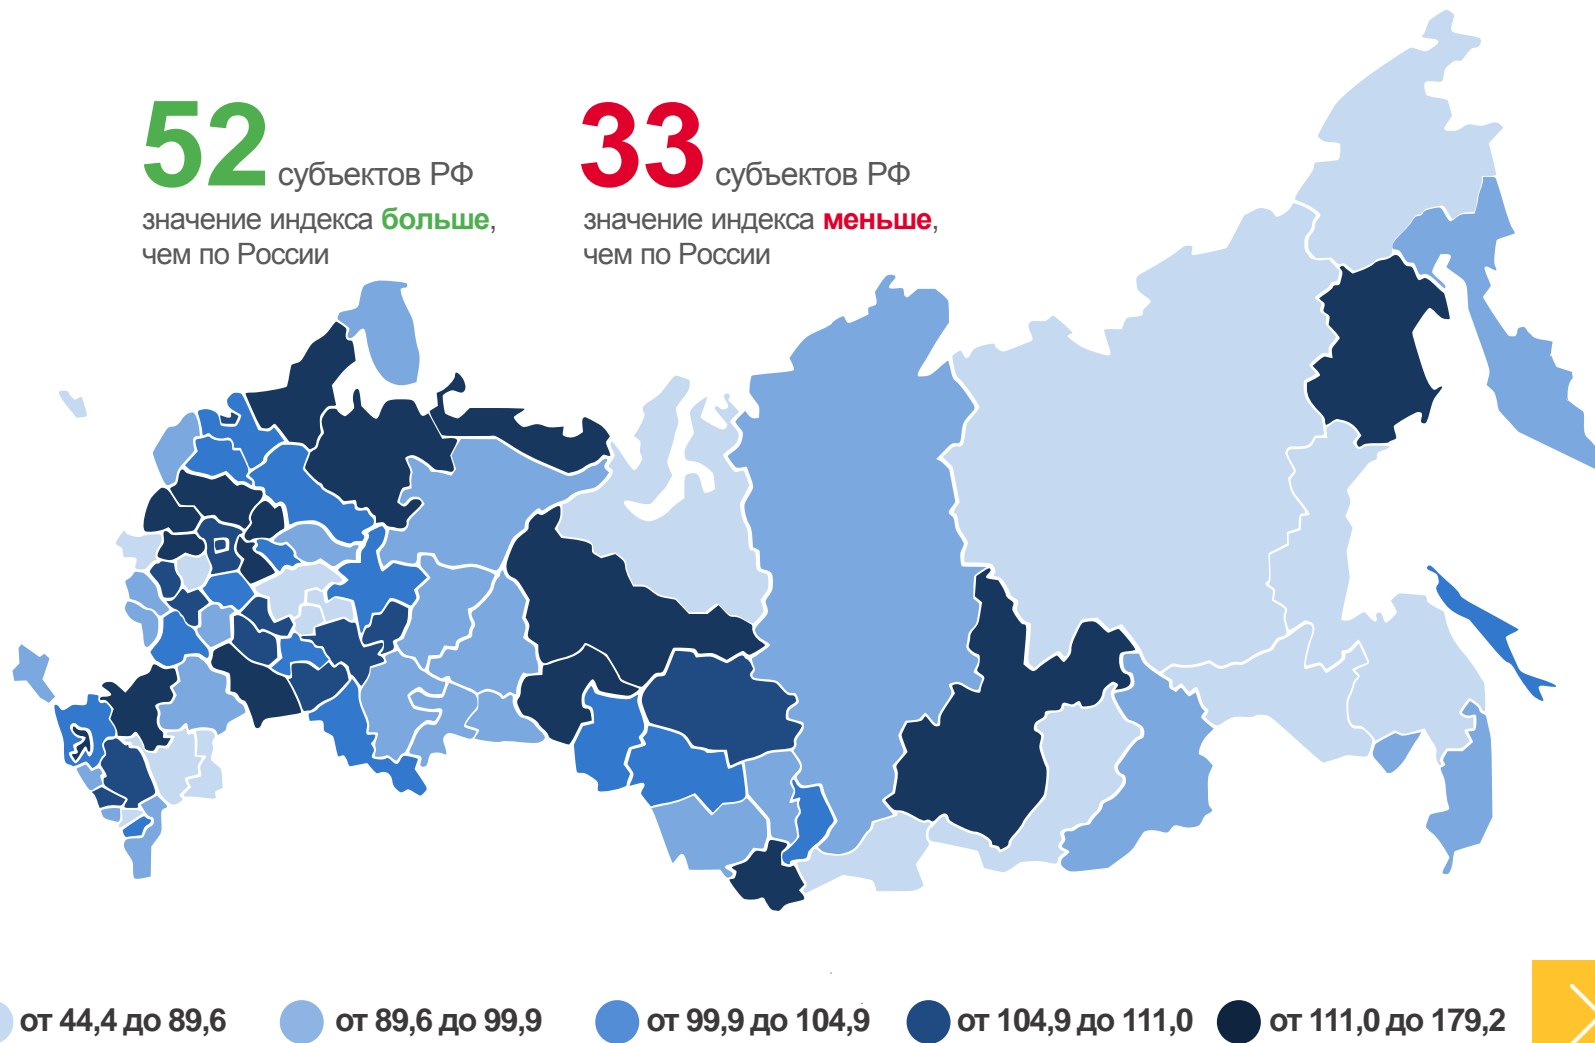 52 субъектов РФ
значение индекса больше,
чем по России
33 субъектов РФ
значение индекса меньше,
чем по России
от 44,4 до 89,6
от 89,6 до 99,9
от 99,9 до 104,9
от 104,9 до 111,0
от 111,0 до 179,2